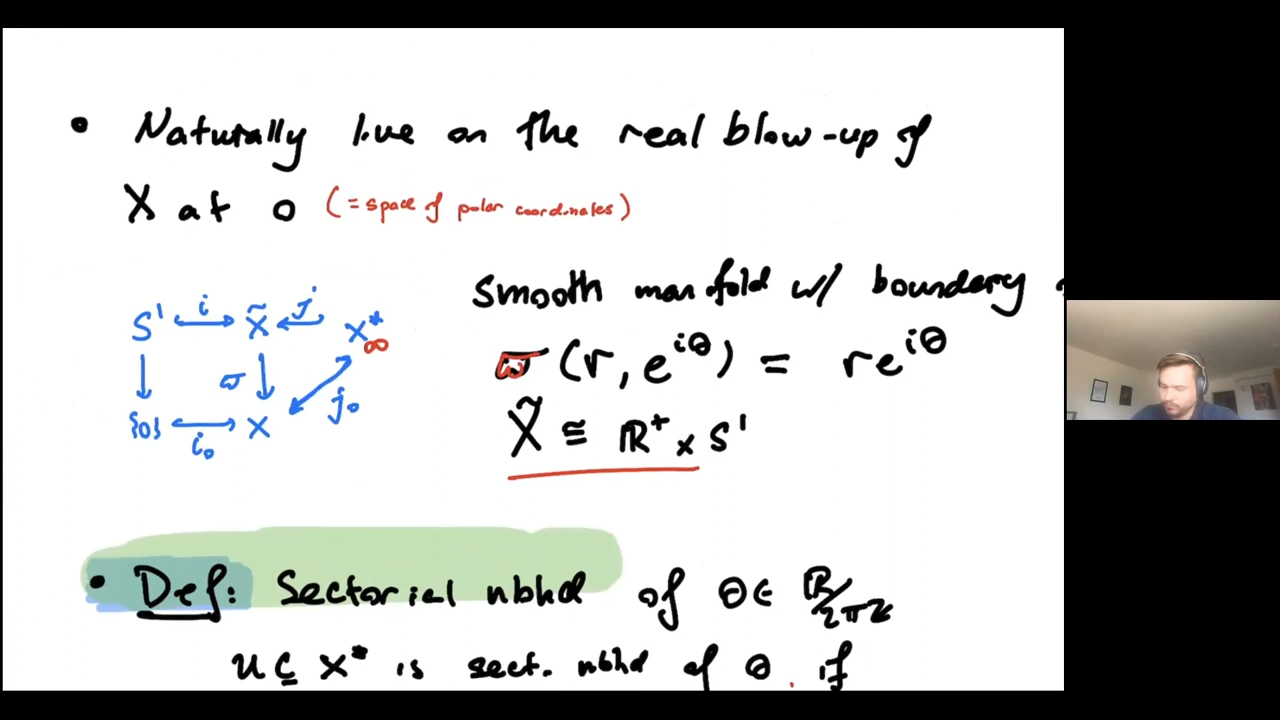 • Naturally live on the real blow-up of
X at 0 (= space of polar coordinates)
smooth manifold w/ boundary
S¹ i X̃ j X*
∞
ϖ (r, e^{iθ}) = re^{iθ}
ϖ j₀
X̃ ≅ ℝ⁺ × S¹
{0} i₀ X
• Def: Sectorial nbhd of θ ∈ ℝ/2πℤ
U ⊆ X* is sect. nbhd of θ if